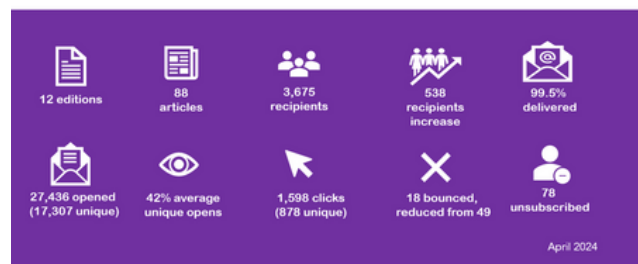 12 editions
88
articles
3,675
recipients
538
recipients
increase
@
99.5%
delivered
27,436 opened
(17,307 unique)
42% average
unique opens
1,598 clicks
(878 unique)
18 bounced,
reduced from 49
78
unsubscribed
April 2024